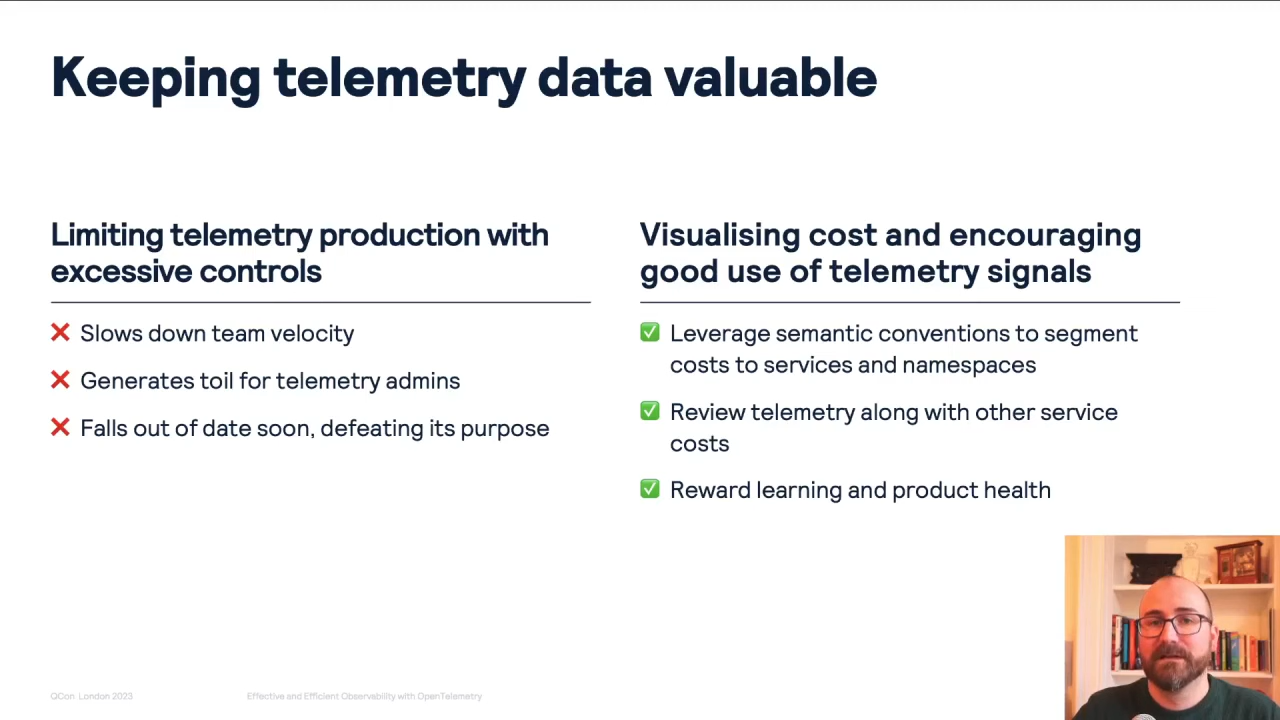 Keeping telemetry data valuable
Limiting telemetry production with
excessive controls
❌ Slows down team velocity
❌ Generates toil for telemetry admins
❌ Falls out of date soon, defeating its purpose
Visualising cost and encouraging
good use of telemetry signals
✅ Leverage semantic conventions to segment
costs to services and namespaces
✅ Review telemetry along with other service
costs
✅ Reward learning and product health
QCon London 2023
Effective and Efficient Observability with OpenTelemetry